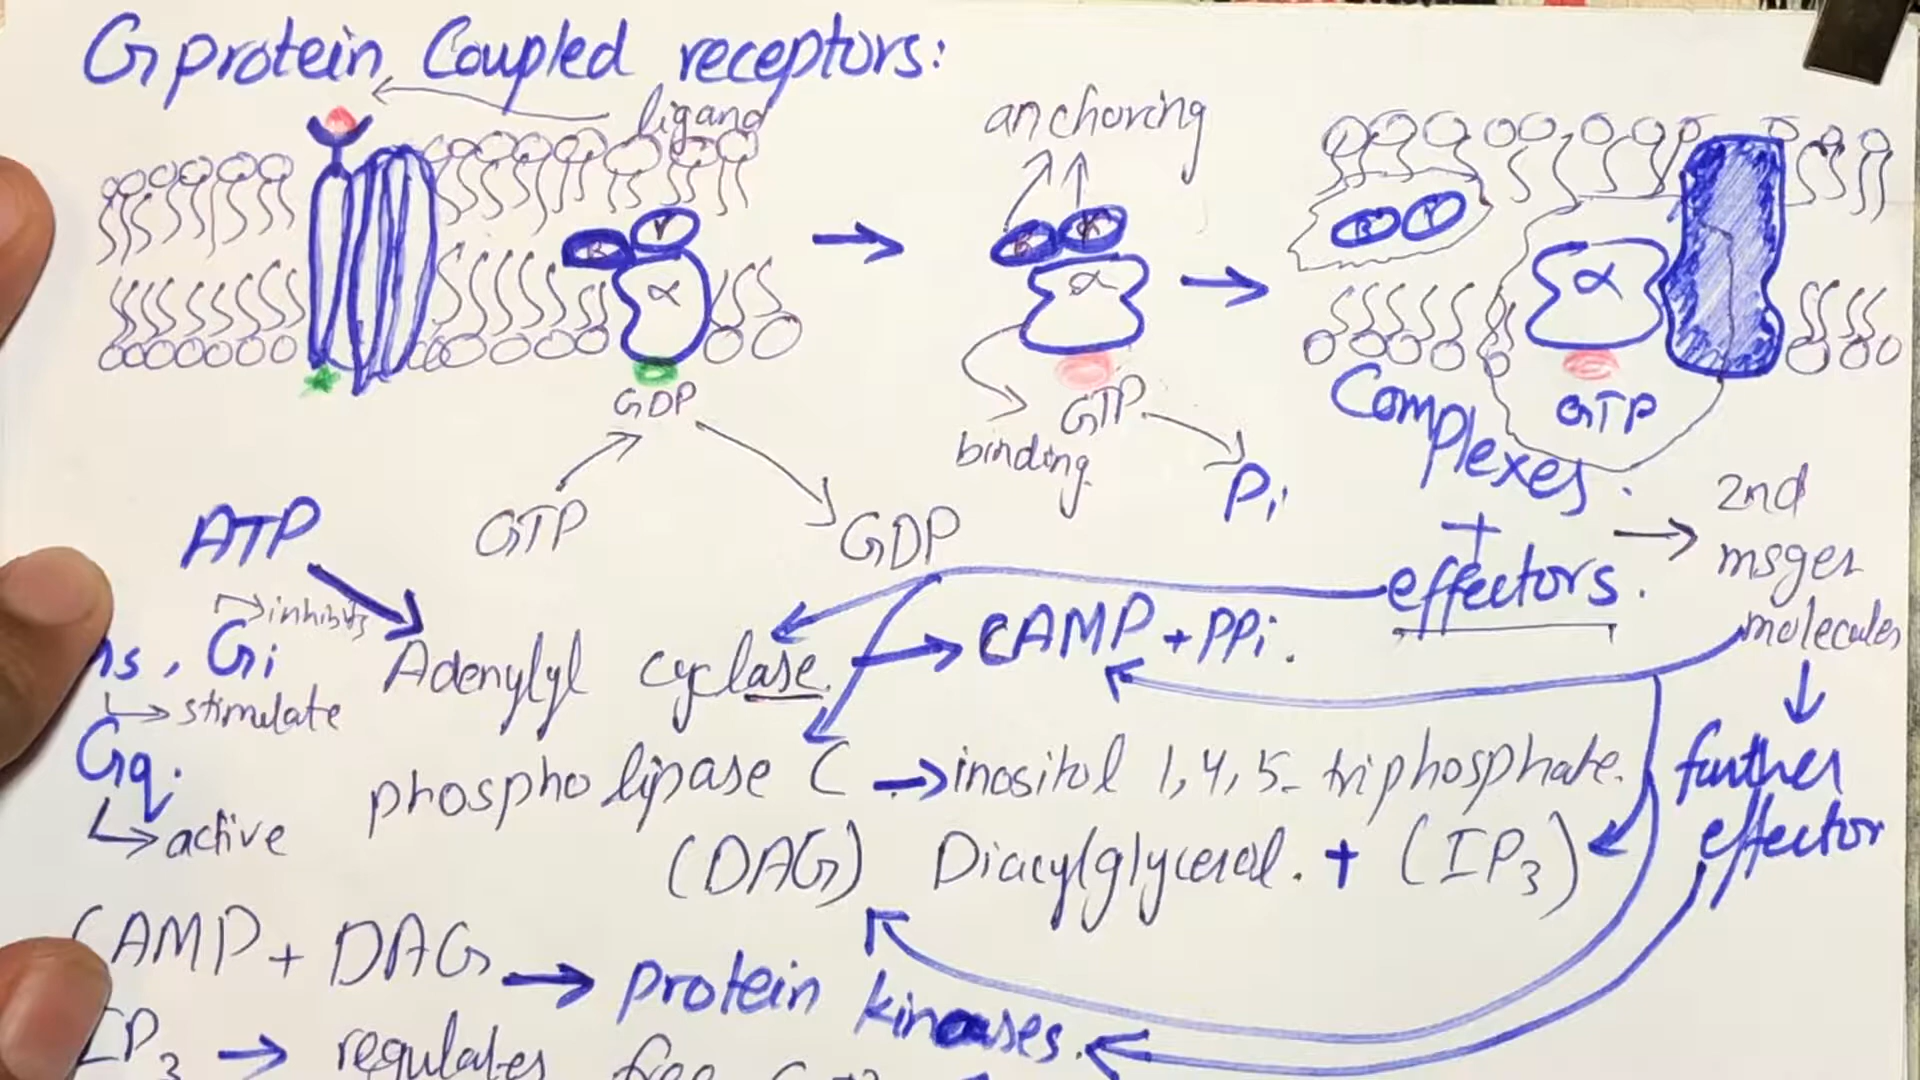 G protein Coupled receptors:
ligand
anchoring
B γ
α
GDP
GTP
GDP
B
α
GTP
binding
Pi
B γ
α
GTP
Complexes.
+
effectors.
2nd
msger
molecules
further
effector
ATP
Gi
inhibits
stimulate
Gq.
active
Adenylyl cyclase. → CAMP + PPi.
phospholipase C → inositol 1,4,5- triphosphate.
(DAG) Diacylglycerol. + (IP3)
CAMP + DAG → protein kinases.
IP3 → regulates free